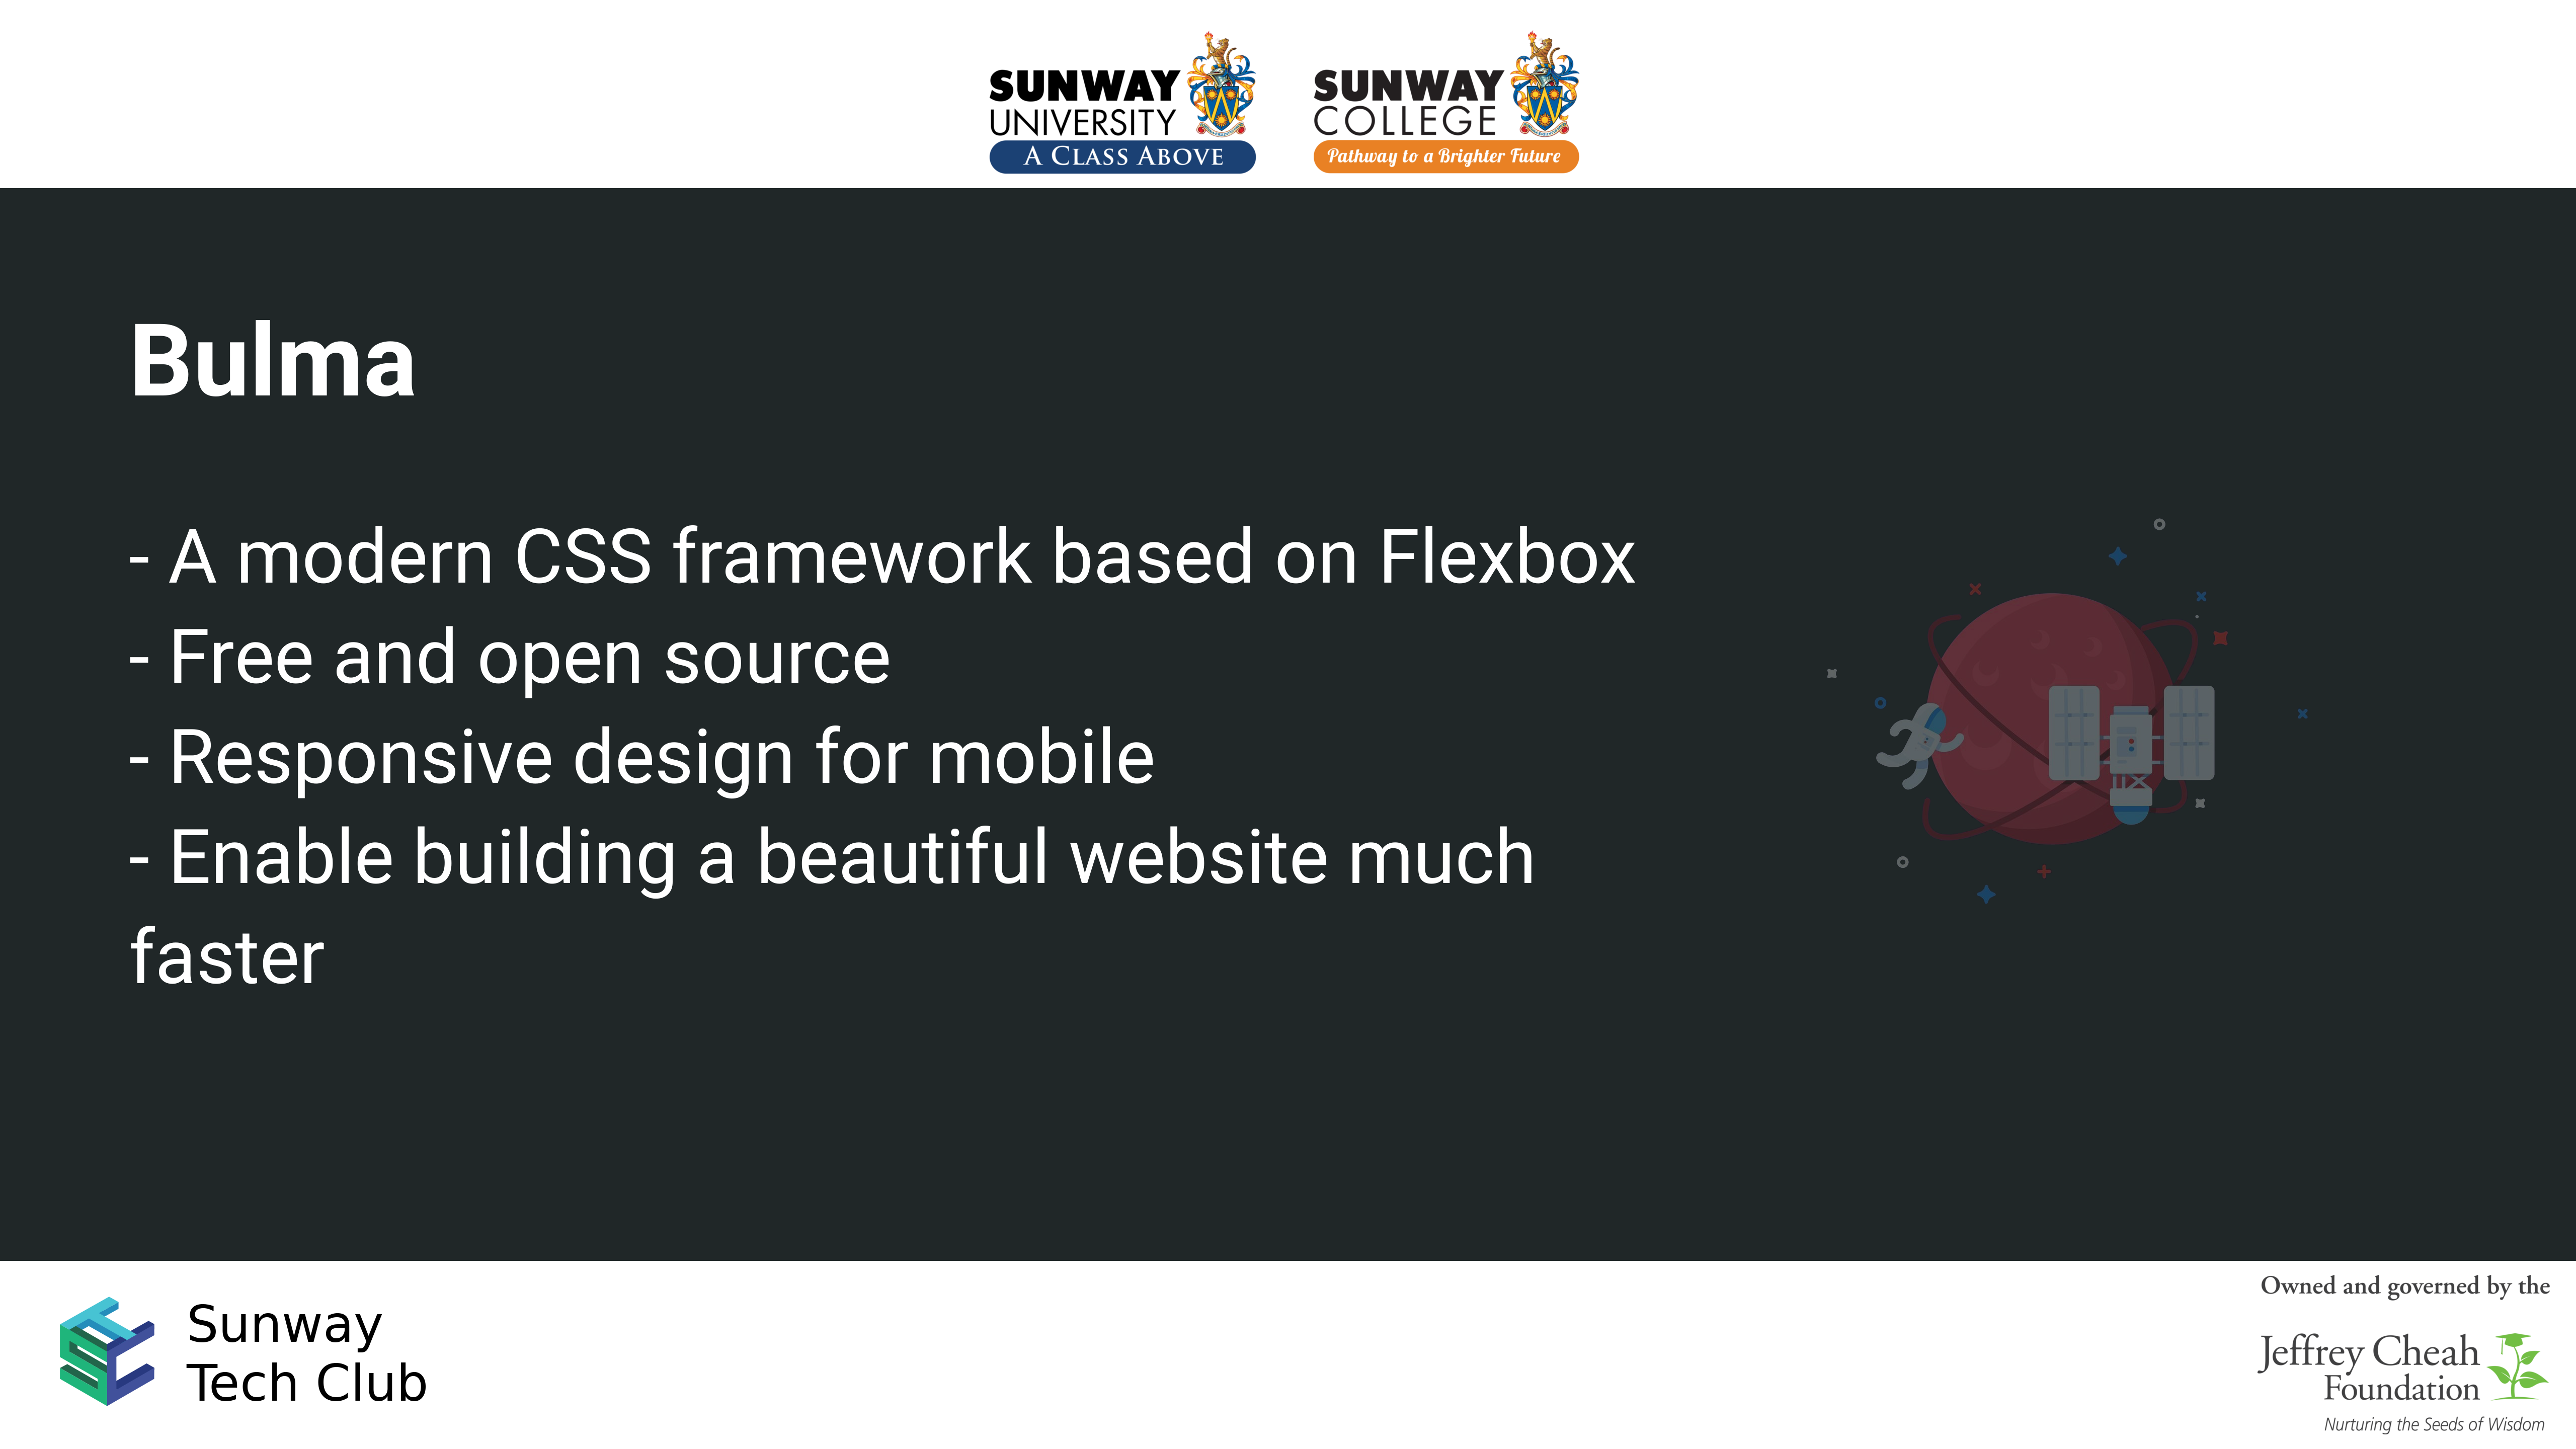 SUNWAY
UNIVERSITY
A CLASS ABOVE
SUNWAY
COLLEGE
Pathway to a Brighter Future
Bulma
- A modern CSS framework based on Flexbox
- Free and open source
- Responsive design for mobile
- Enable building a beautiful website much
faster
Sunway
Tech Club
Owned and governed by the
Jeffrey Cheah
Foundation
Nurturing the Seeds of Wisdom